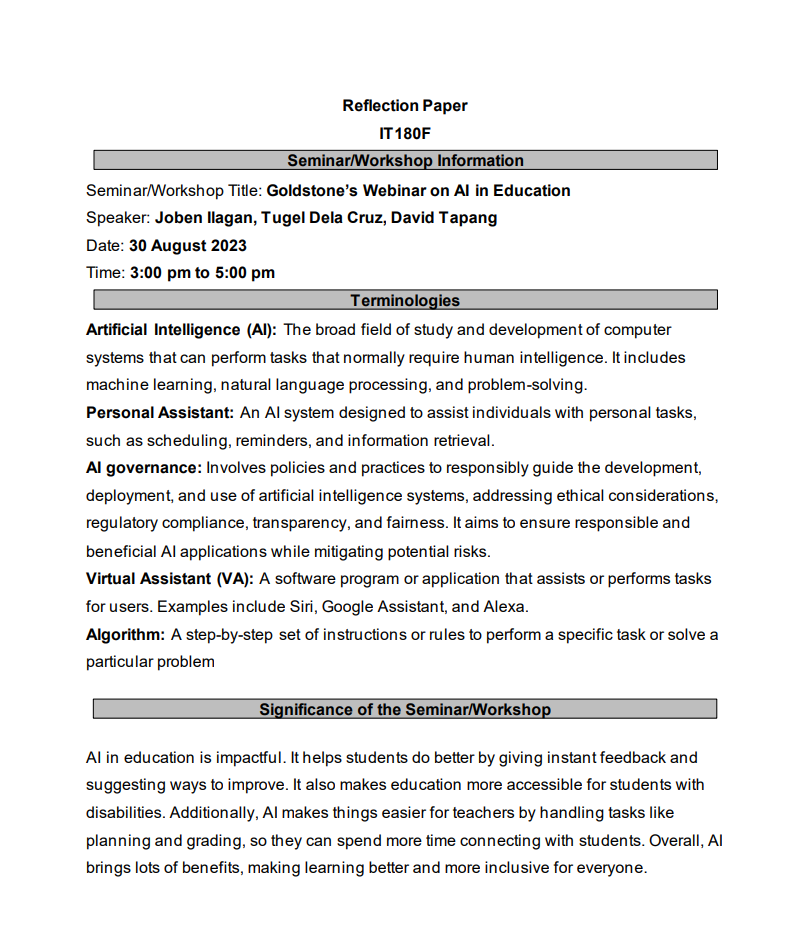 Reflection Paper
IT180F
Seminar/Workshop Information
Seminar/Workshop Title: Goldstone’s Webinar on AI in Education
Speaker: Joben Ilagan, Tugel Dela Cruz, David Tapang
Date: 30 August 2023
Time: 3:00 pm to 5:00 pm
Terminologies
Artificial Intelligence (AI): The broad field of study and development of computer
systems that can perform tasks that normally require human intelligence. It includes
machine learning, natural language processing, and problem-solving.
Personal Assistant: An AI system designed to assist individuals with personal tasks,
such as scheduling, reminders, and information retrieval.
AI governance: Involves policies and practices to responsibly guide the development,
deployment, and use of artificial intelligence systems, addressing ethical considerations,
regulatory compliance, transparency, and fairness. It aims to ensure responsible and
beneficial AI applications while mitigating potential risks.
Virtual Assistant (VA): A software program or application that assists or performs tasks
for users. Examples include Siri, Google Assistant, and Alexa.
Algorithm: A step-by-step set of instructions or rules to perform a specific task or solve a
particular problem
Significance of the Seminar/Workshop
AI in education is impactful. It helps students do better by giving instant feedback and
suggesting ways to improve. It also makes education more accessible for students with
disabilities. Additionally, AI makes things easier for teachers by handling tasks like
planning and grading, so they can spend more time connecting with students. Overall, AI
brings lots of benefits, making learning better and more inclusive for everyone.